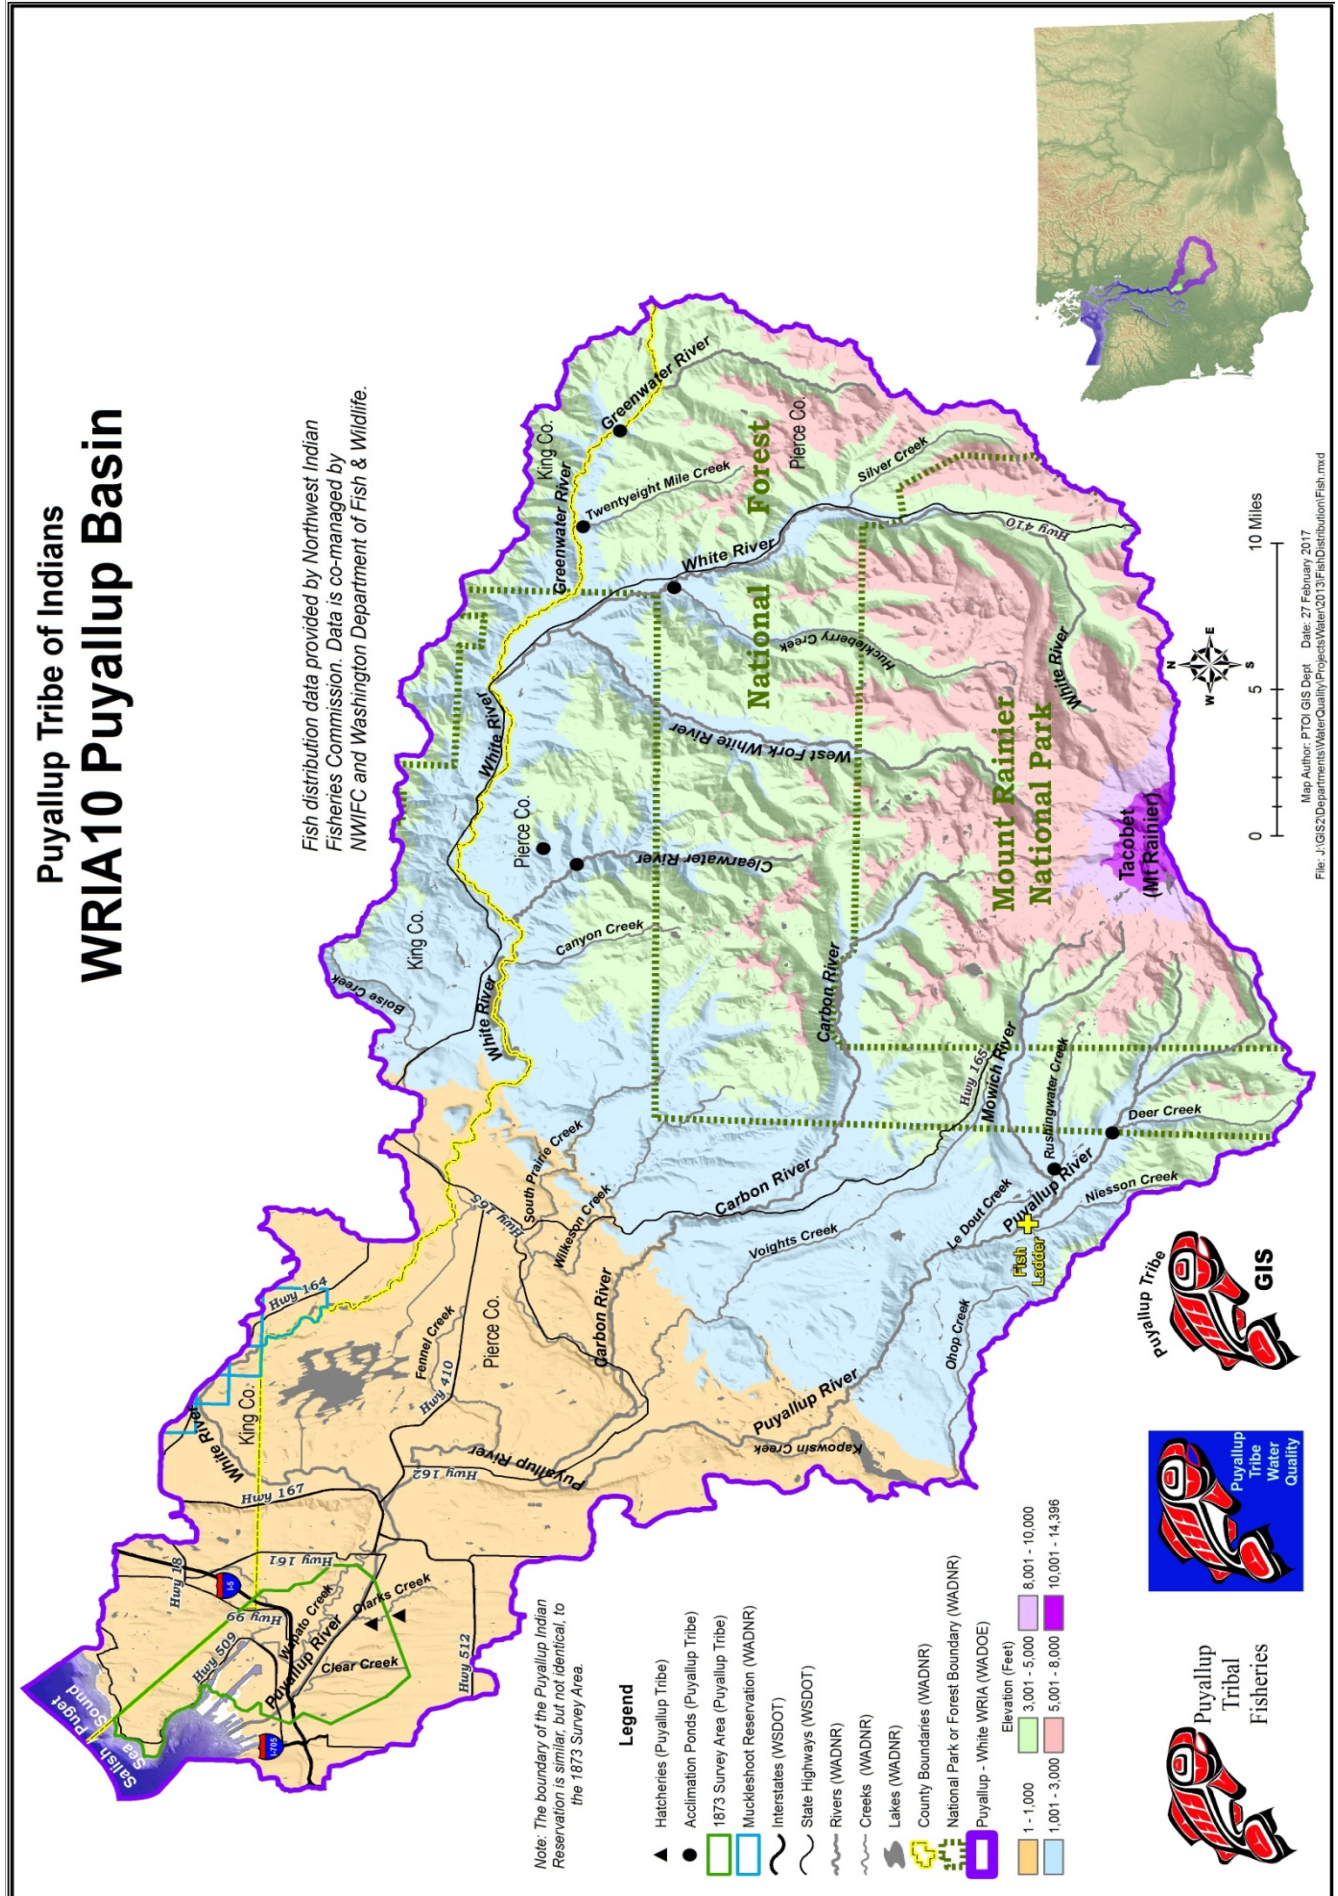 Puyallup Tribe of Indians
WRIA10 Puyallup Basin
Fish distribution data provided by Northwest Indian
Fisheries Commission. Data is co-managed by
NWIFC and Washington Department of Fish & Wildlife.
Salish
Sea
Puget
Sound
I-705
I-5
Hwy 18
Hwy 99
Hwy 509
Hwy 161
Hwy 167
Hwy 512
Hwy 162
Hwy 410
Hwy 164
Hwy 165
Wapato Creek
Puyallup River
Clarks Creek
Clear Creek
White River
King Co.
Fennel Creek
Pierce Co.
Puyallup River
Carbon River
South Prairie Creek
Wilkeson Creek
Kapowsin Creek
Puyallup River
Ohop Creek
Voights Creek
Carbon River
Le Dout Creek
Puyallup River
Fish
Ladder
Niesson Creek
Deer Creek
Rushingwater Creek
Mowich River
Hwy 165
Carbon River
Boise Creek
King Co.
White River
Canyon Creek
Pierce Co.
Clearwater River
White River
West Fork White River
Huckleberry Creek
White River
Greenwater River
King Co.
Twentyeight Mile Creek
Greenwater River
National Forest
Pierce Co.
Silver Creek
Hwy 410
White River
Mount Rainier
National Park
Tacobet
(Mt Rainier)
Note: The boundary of the Puyallup Indian
Reservation is similar, but not identical, to
the 1873 Survey Area.
Legend
Hatcheries (Puyallup Tribe)
Acclimation Ponds (Puyallup Tribe)
1873 Survey Area (Puyallup Tribe)
Muckleshoot Reservation (WADNR)
Interstates (WSDOT)
State Highways (WSDOT)
Rivers (WADNR)
Creeks (WADNR)
Lakes (WADNR)
County Boundaries (WADNR)
National Park or Forest Boundary (WADNR)
Puyallup - White WRIA (WADOE)
Elevation (Feet)
1 - 1,000
1,001 - 3,000
3,001 - 5,000
5,001 - 8,000
8,001 - 10,000
10,001 - 14,396
Puyallup
Tribal
Fisheries
Puyallup
Tribe
Water
Quality
Puyallup Tribe
GIS
N
E
S
W
0 5 10 Miles
Map Author: PTOI GIS Dept Date: 27 February 2017
File: J:\GIS2\Departments\WaterQuality\ProjectsWater\2013\FishDistribution\Fish.mxd